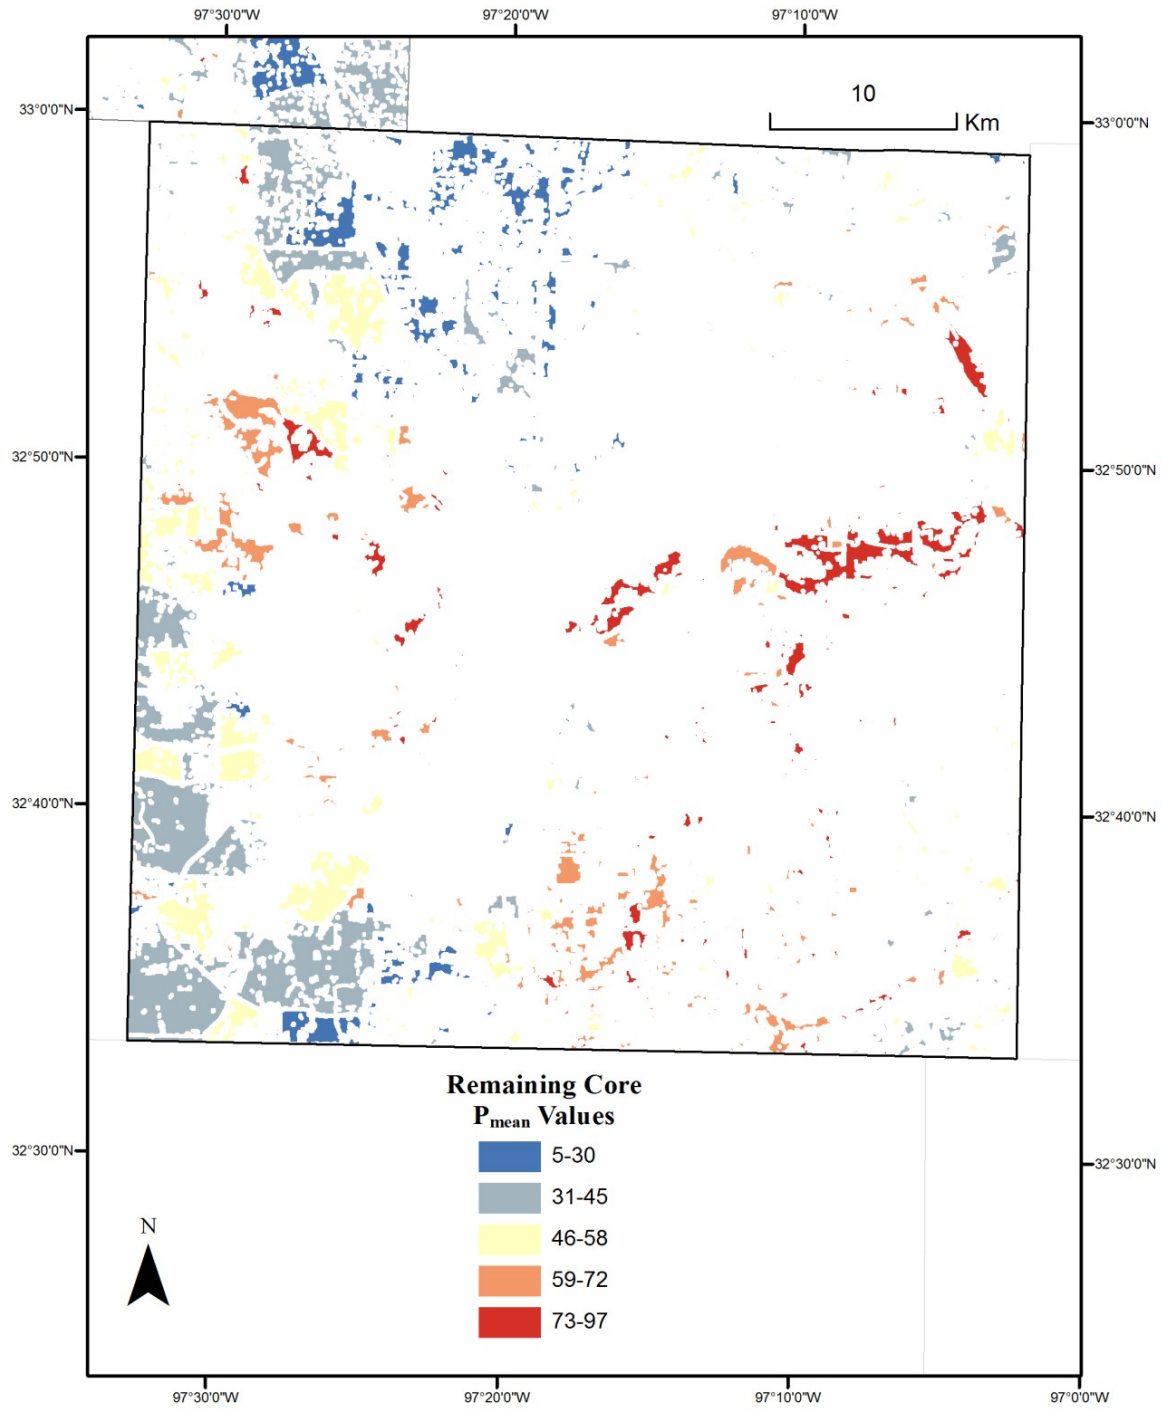 97°30'0"W 97°20'0"W 97°10'0"W
33°0'0"N 33°0'0"N
10
Km
32°50'0"N 32°50'0"N
32°40'0"N 32°40'0"N
Remaining Core
Pmean Values
5-30
32°30'0"N 32°30'0"N
31-45
N
46-58
59-72
73-97
97°30'0"W 97°20'0"W 97°10'0"W 97°0'0"W